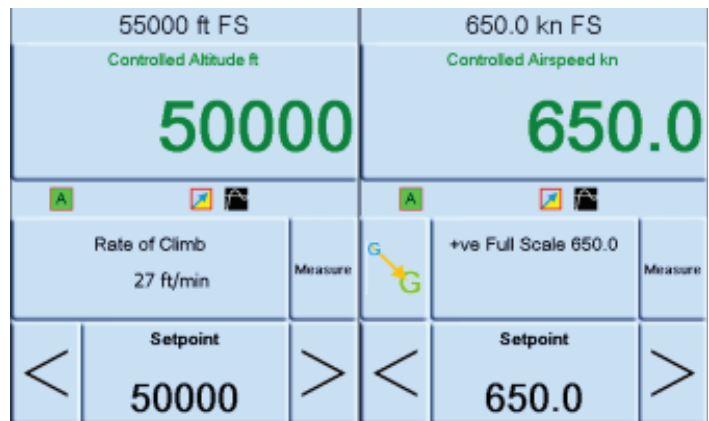 55000 ft FS
Controlled Altitude ft
50000
A
Rate of Climb
27 ft/min
Measure
<
Setpoint
50000
>
650.0 kn FS
Controlled Airspeed kn
650.0
A
G
G
+ve Full Scale 650.0
Measure
<
Setpoint
650.0
>